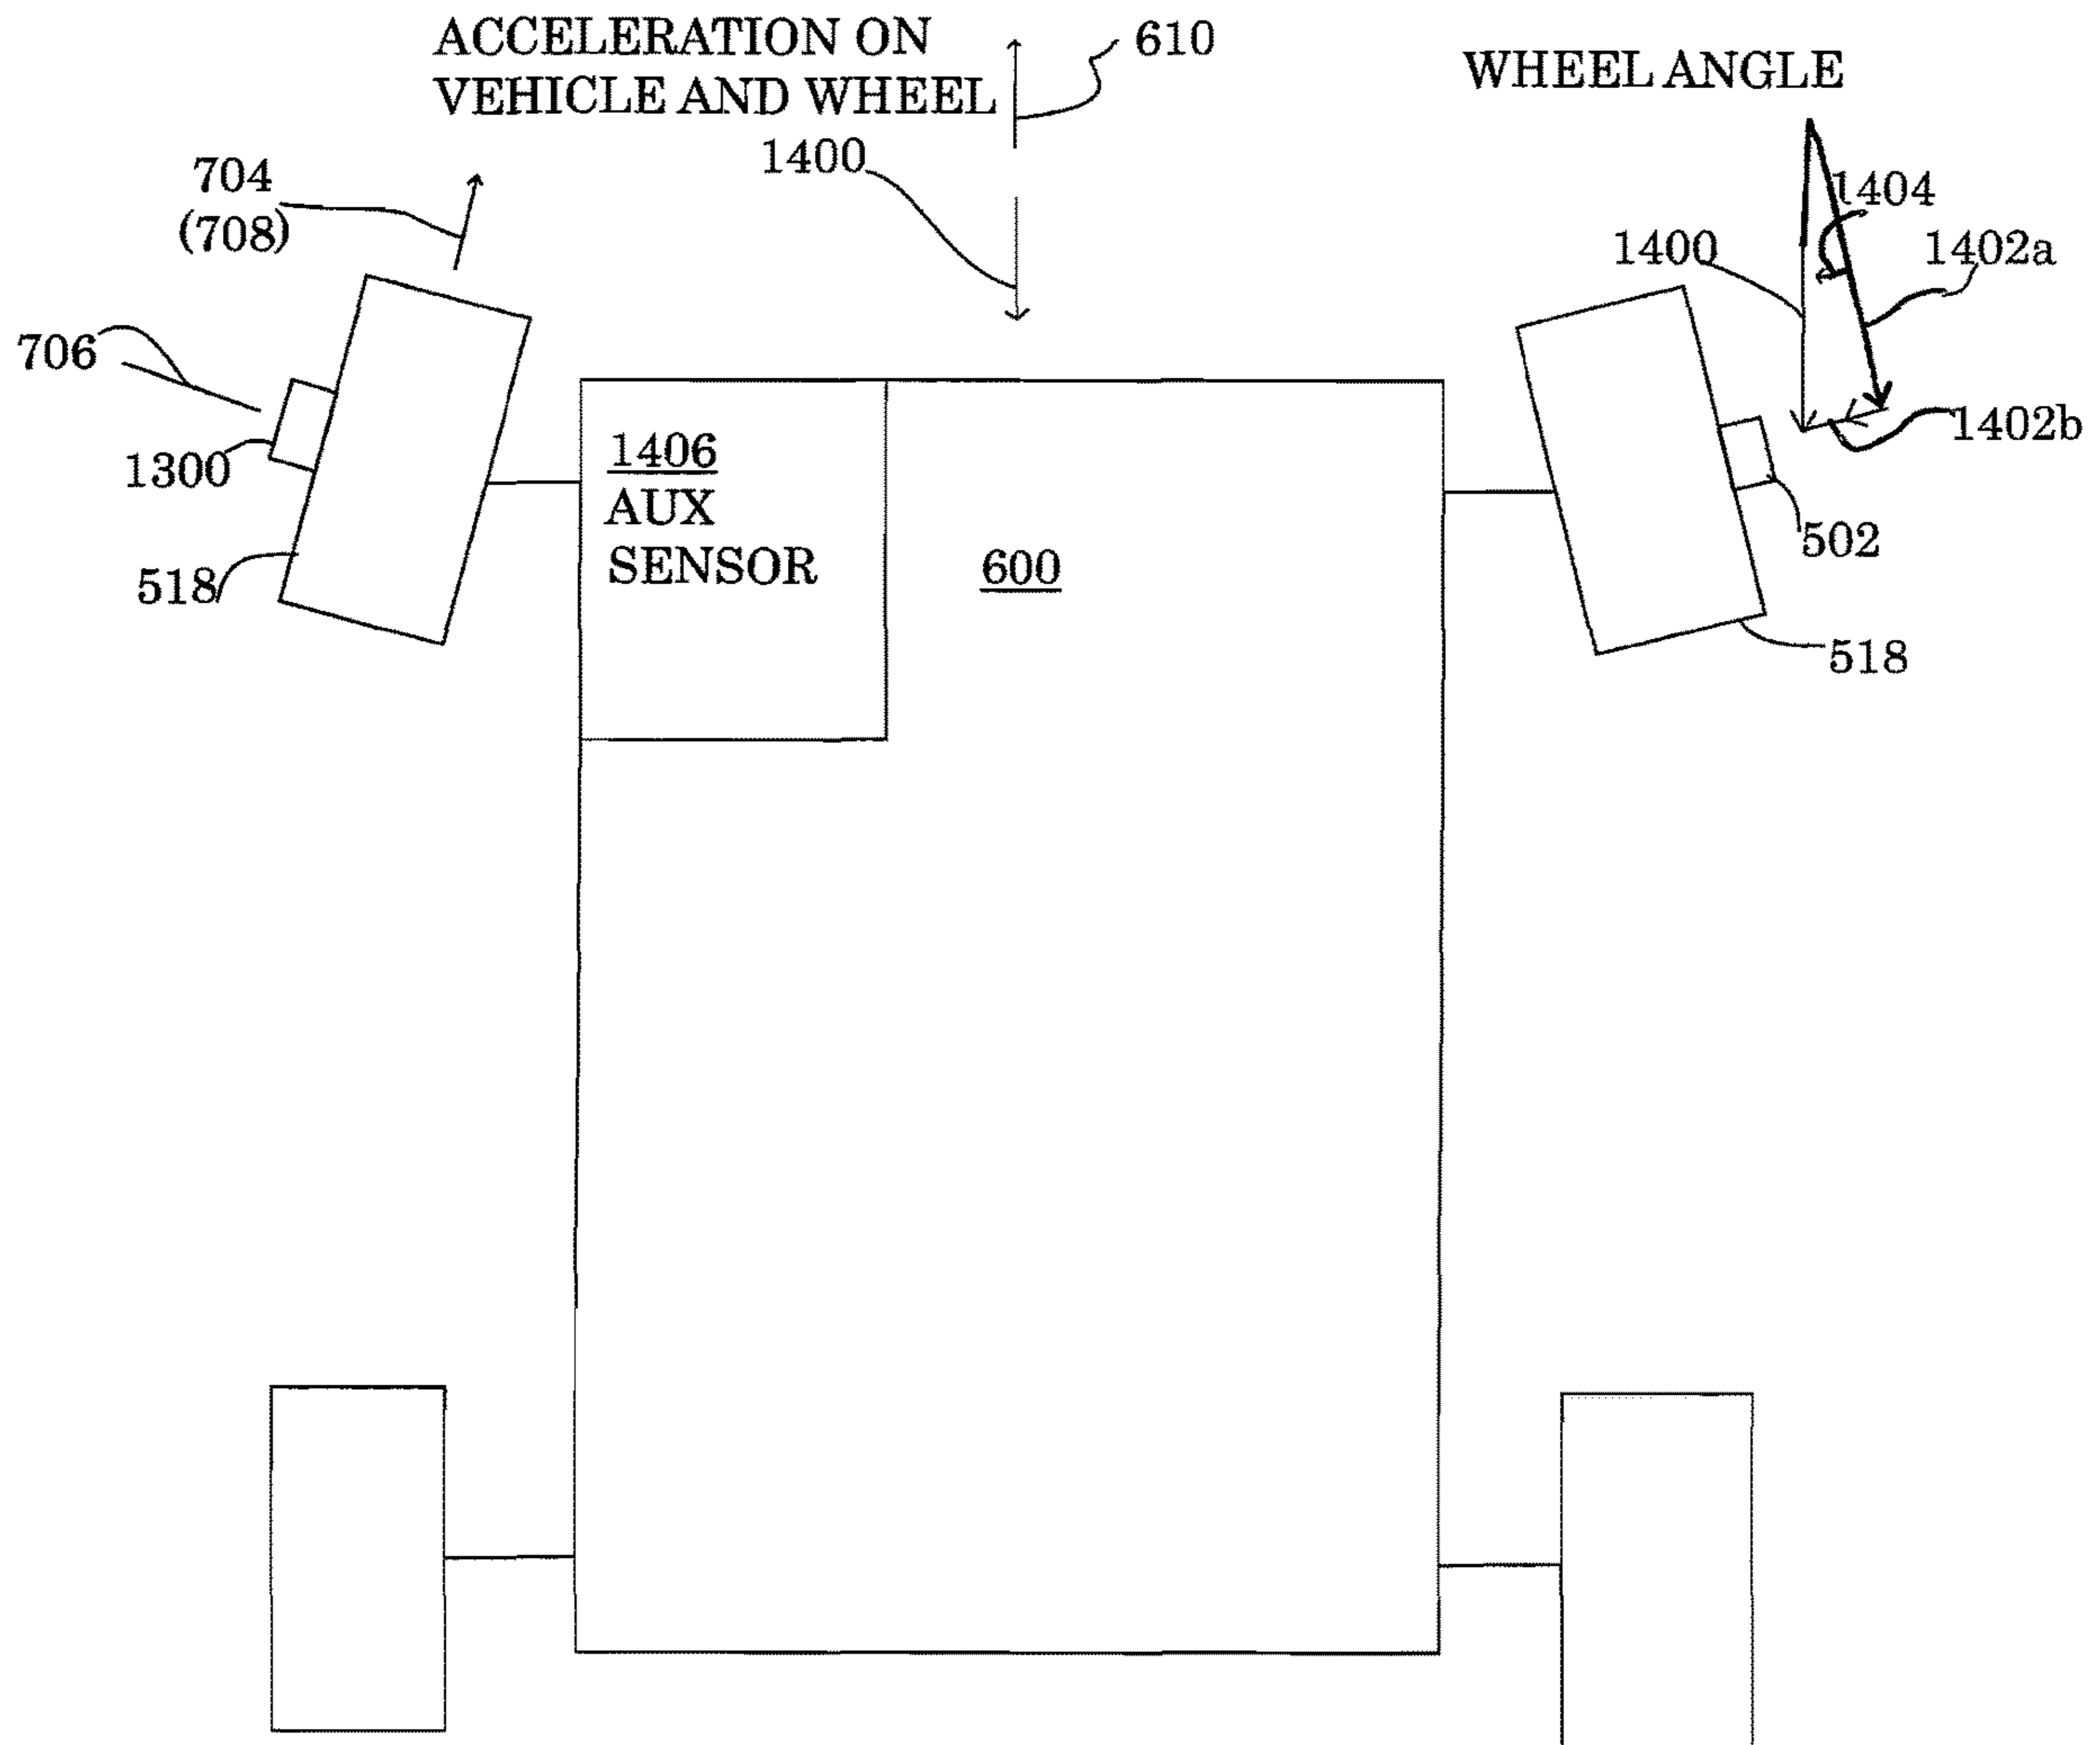 ACCELERATION ON
VEHICLE AND WHEEL
610
1400
WHEEL ANGLE
704
(708)
1404
1400
1402a
706
1402b
1300
1406
AUX
SENSOR
600
502
518
518